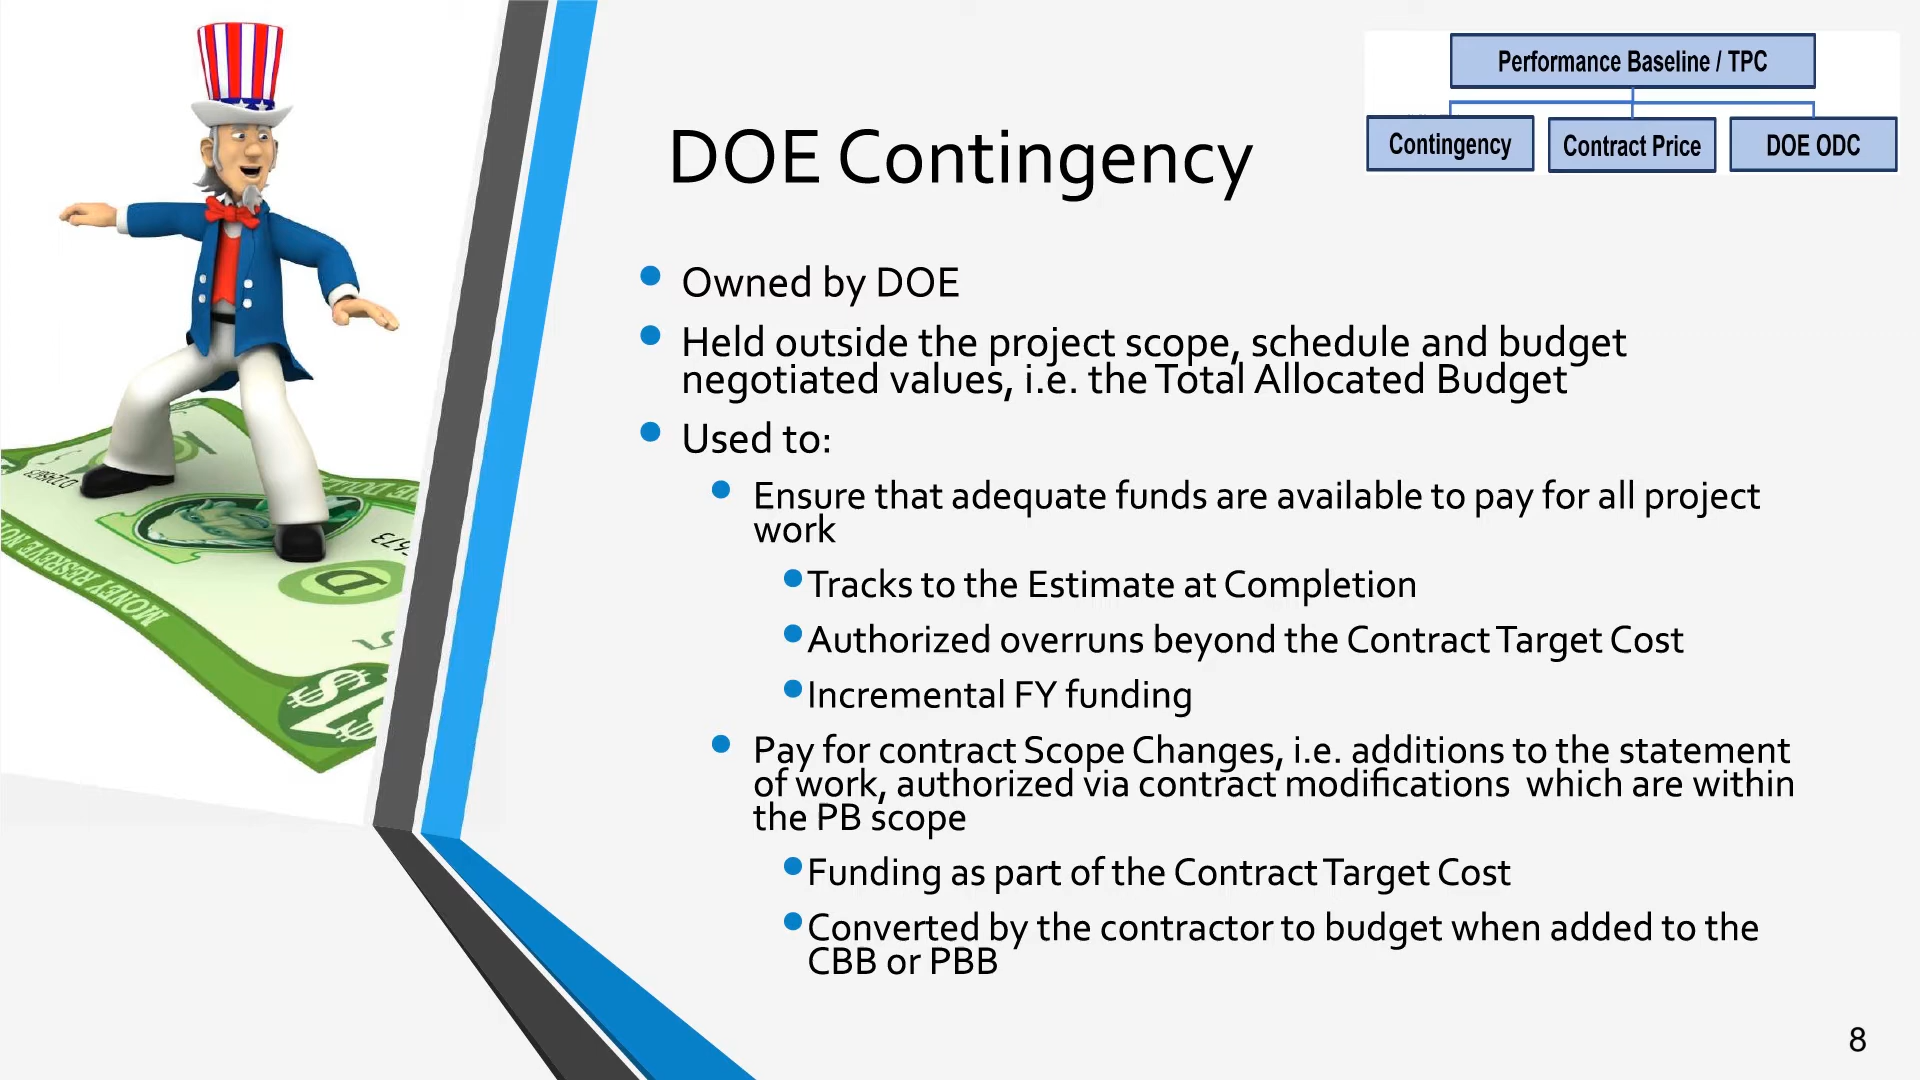 Performance Baseline / TPC
Contingency
Contract Price
DOE ODC
DOE Contingency
Owned by DOE
Held outside the project scope, schedule and budget
negotiated values, i.e. the Total Allocated Budget
Used to:
Ensure that adequate funds are available to pay for all project
work
Tracks to the Estimate at Completion
Authorized overruns beyond the Contract Target Cost
Incremental FY funding
Pay for contract Scope Changes, i.e. additions to the statement
of work, authorized via contract modifications  which are within
the PB scope
Funding as part of the Contract Target Cost
Converted by the contractor to budget when added to the
CBB or PBB
MONEY RESERVE
D
8